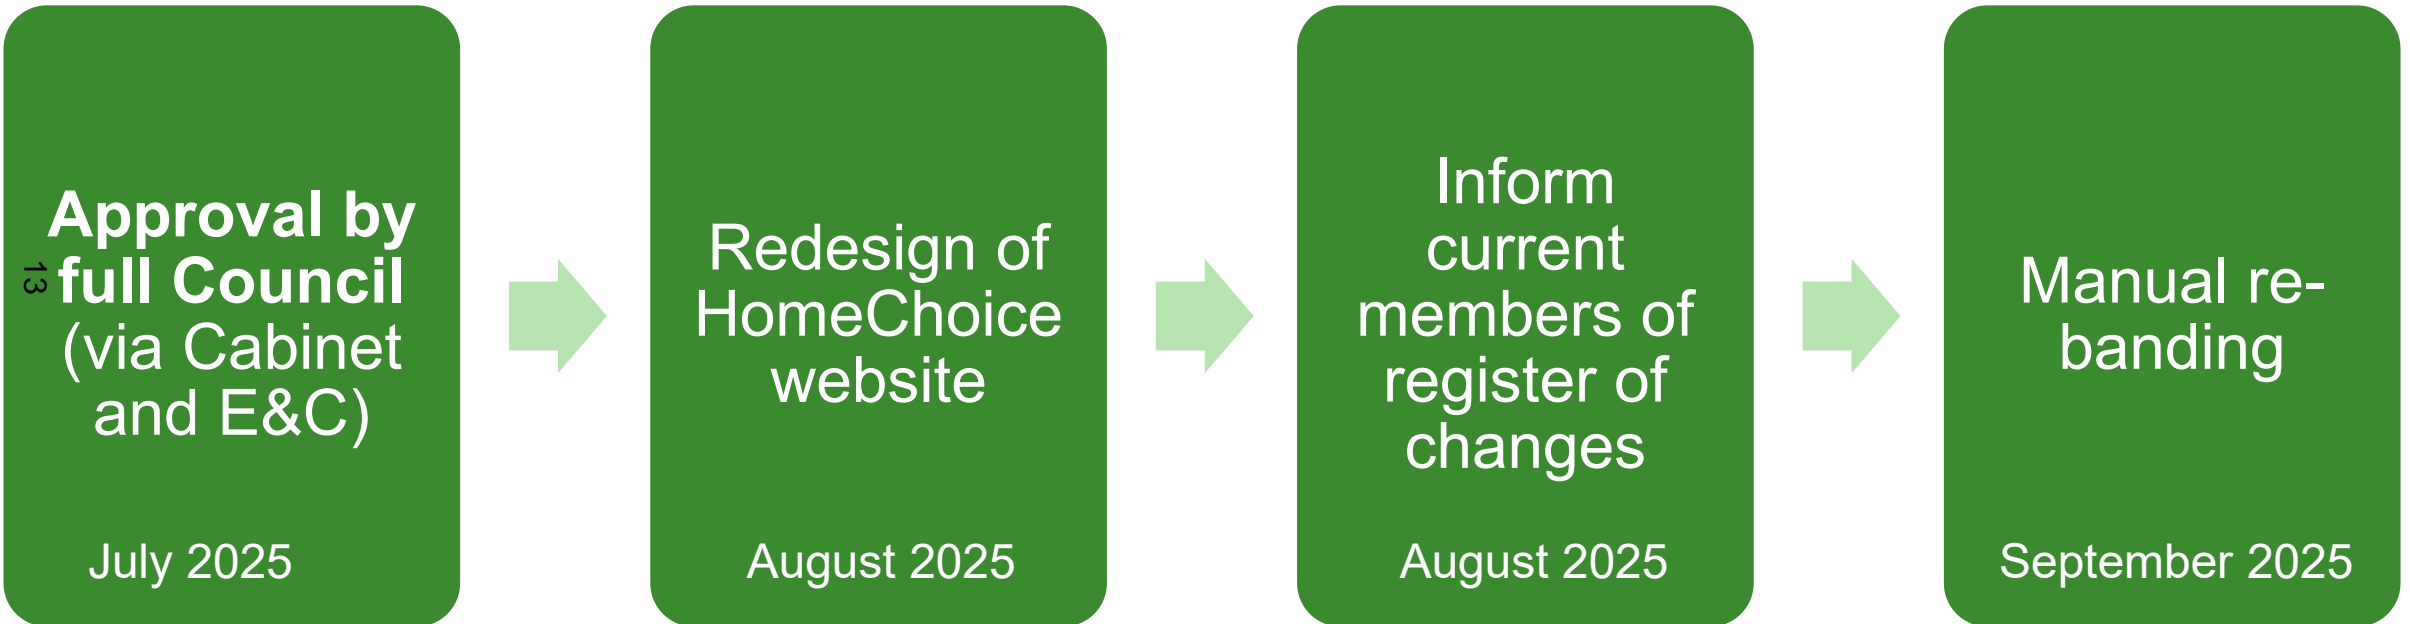 Approval by
full Council
(via Cabinet
and E&C)
July 2025
13
Redesign of
HomeChoice
website
August 2025
Inform
current
members of
register of
changes
August 2025
Manual re-
banding
September 2025